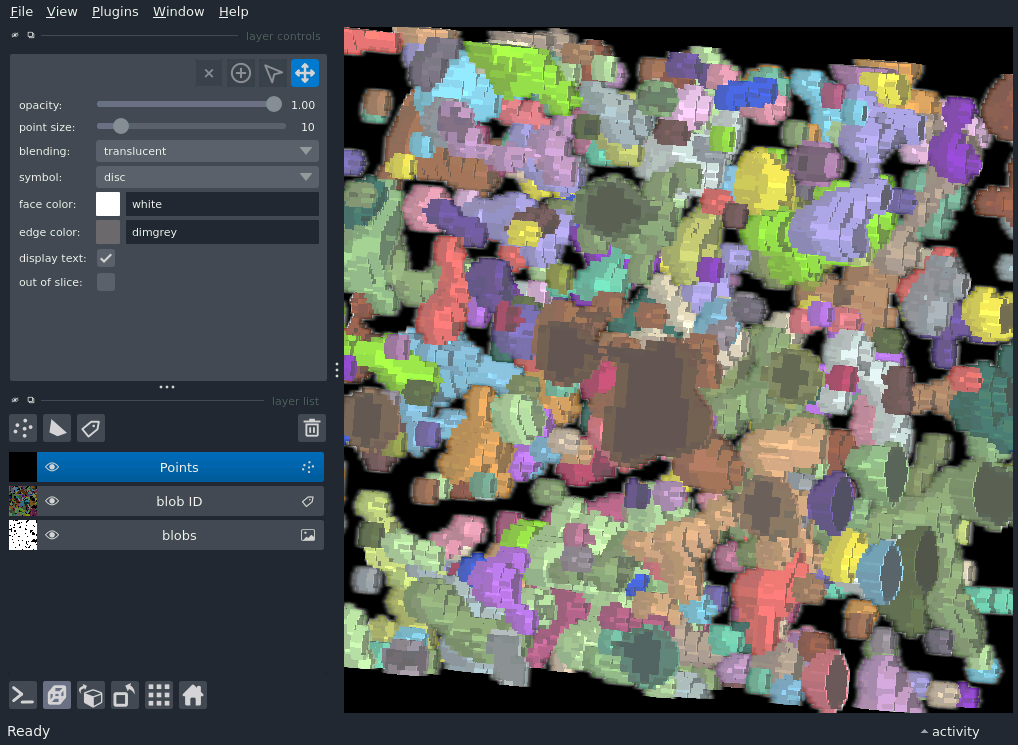 File View Plugins Window Help
layer controls
opacity: 1.00
point size: 10
blending: translucent
symbol: disc
face color: white
edge color: dimgrey
display text:
out of slice:
layer list
Points
blob ID
blobs
Ready
activity